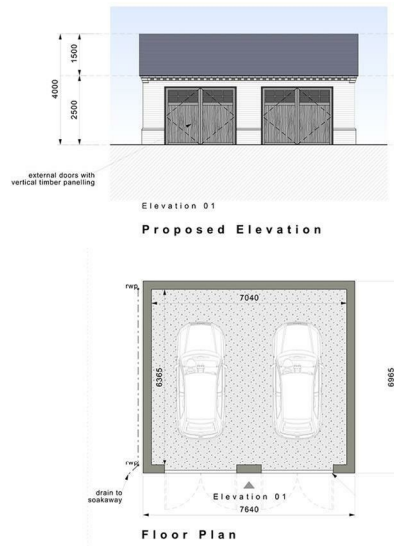 1500
4000
2500
external doors with
vertical timber panelling
Elevation 01
Proposed Elevation
rwp
7040
6365
6965
rwp
drain to
soakaway
Elevation 01
7640
Floor Plan